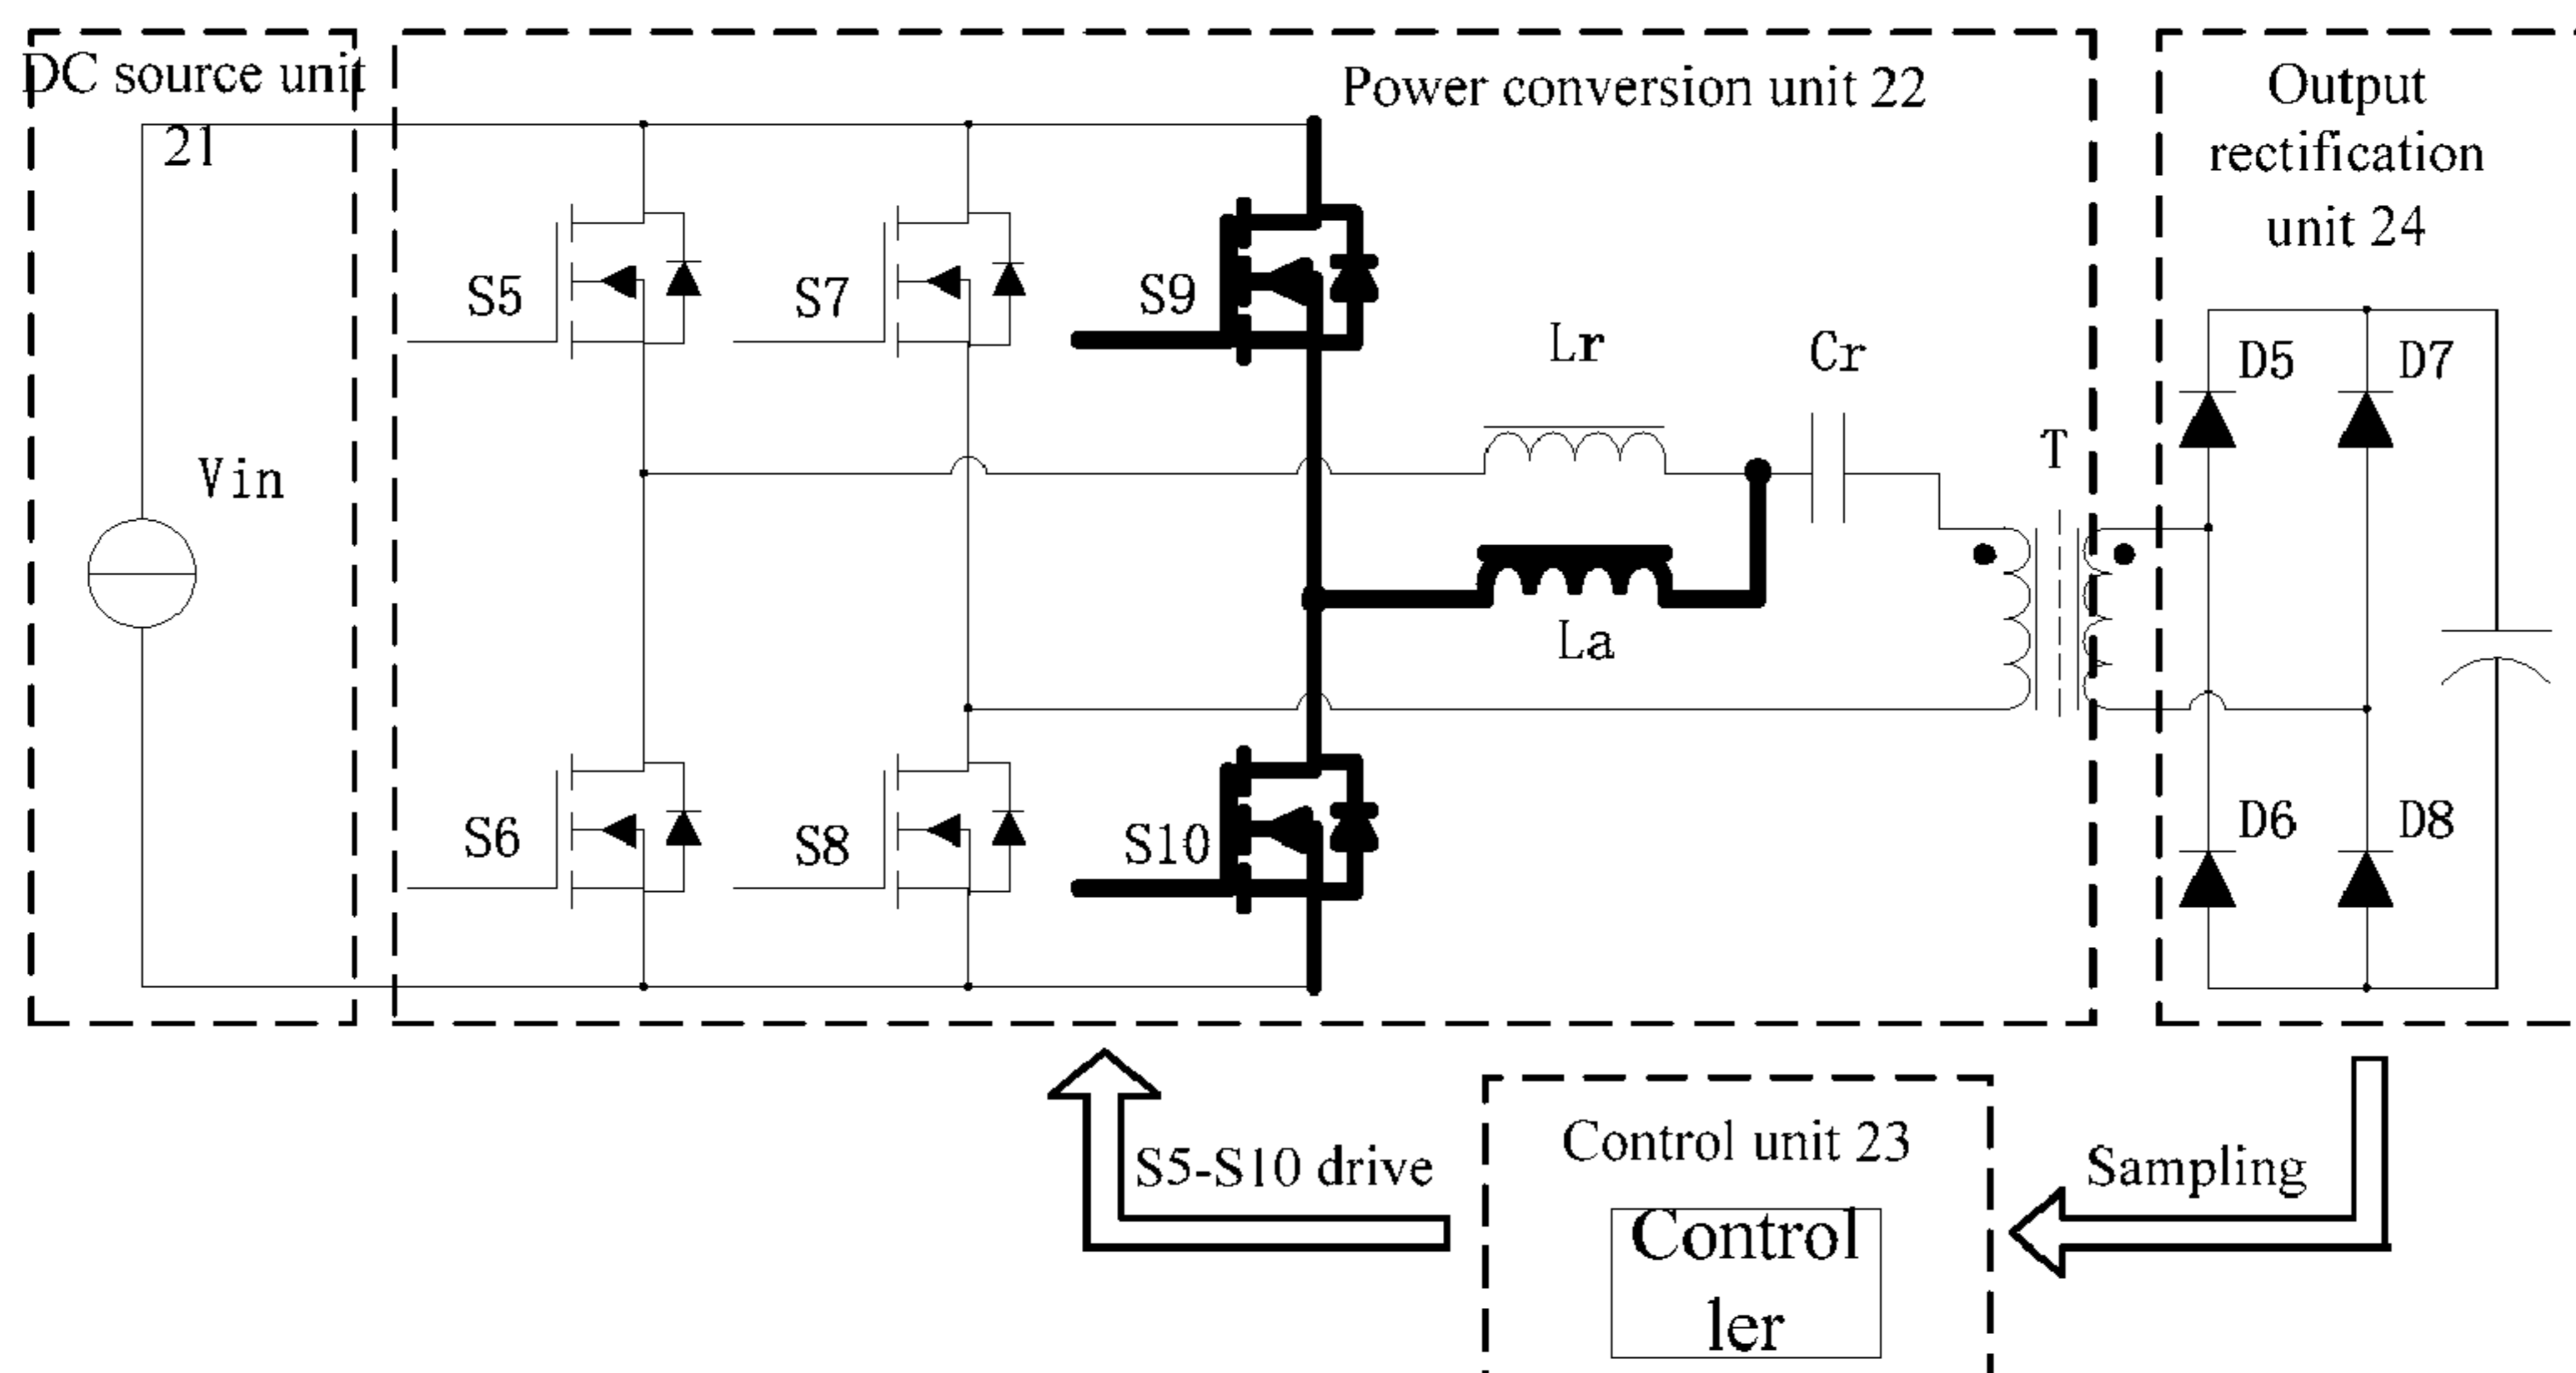 DC source unit
21
Power conversion unit 22
Output
rectification
unit 24
S5
S7
S9
Lr
Cr
D5
D7
T
Vin
La
S6
S8
S10
D6
D8
S5-S10 drive
Control unit 23
Sampling
Control
ler